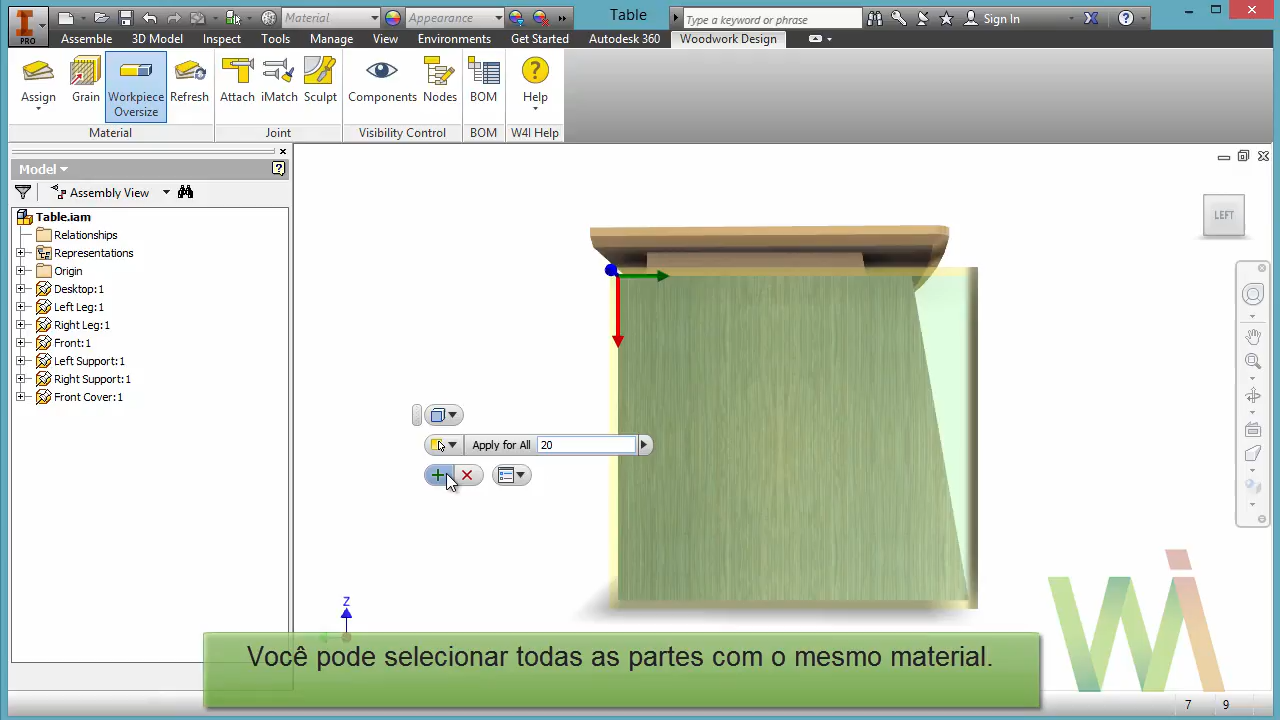 Material
Appearance
Table
Type a keyword or phrase
Sign In
PRO
Assemble
3D Model
Inspect
Tools
Manage
View
Environments
Get Started
Autodesk 360
Woodwork Design
Assign
Grain
Workpiece
Oversize
Refresh
Attach
iMatch
Sculpt
Components
Nodes
BOM
Help
Material
Joint
Visibility Control
BOM
W4I Help
Model
Assembly View
Table.iam
Relationships
Representations
Origin
Desktop:1
Left Leg:1
Right Leg:1
Front:1
Left Support:1
Right Support:1
Front Cover:1
LEFT
Apply for All 20
Z
Você pode selecionar todas as partes com o mesmo material.
Wi
7 9